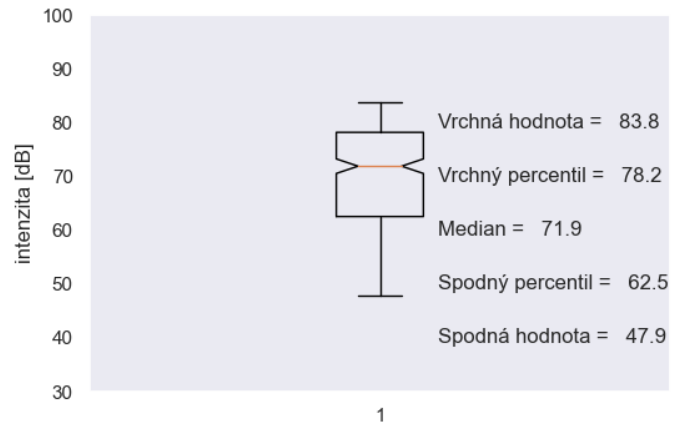 100
90
80
70
60
50
40
30
intenzita [dB]
Vrchná hodnota = 83.8
Vrchný percentil = 78.2
Median = 71.9
Spodný percentil = 62.5
Spodná hodnota = 47.9
1